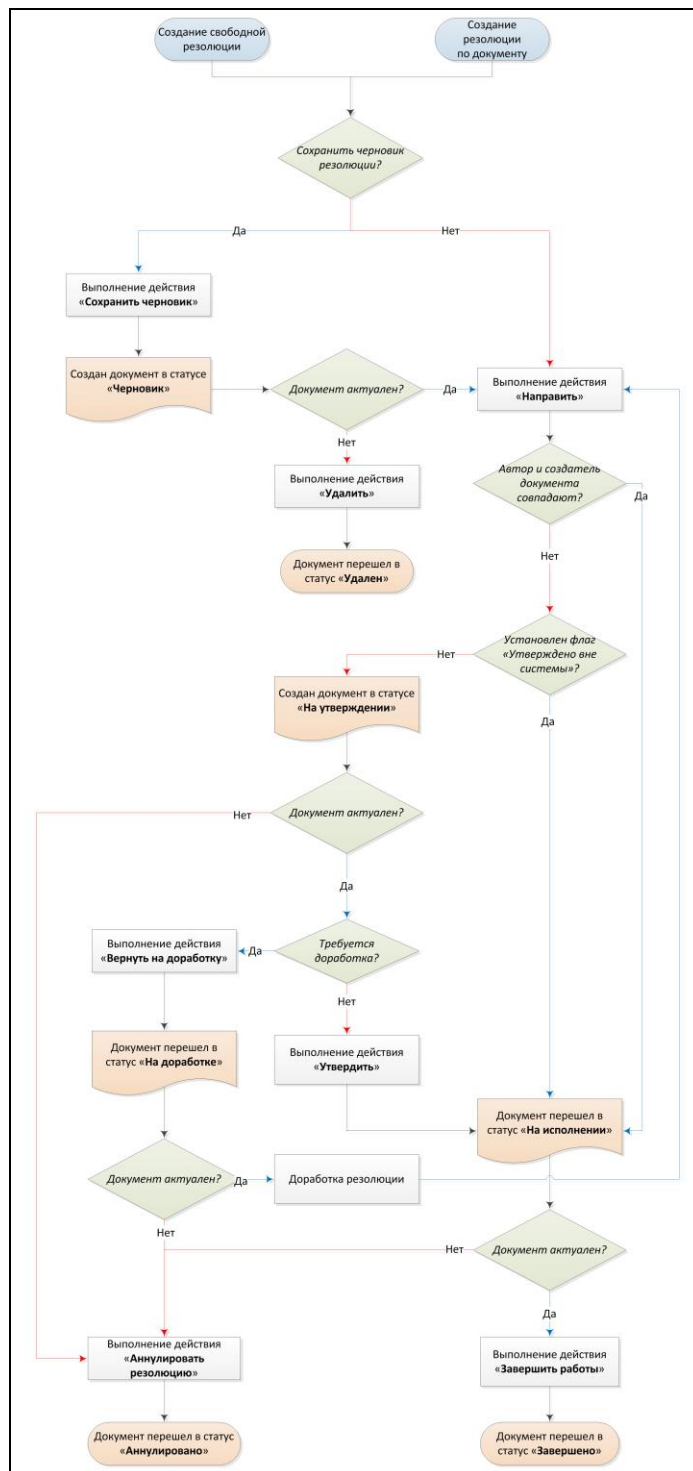 Создание свободной
резолюции
Создание
резолюции
по документу
Сохранить черновик
резолюции?
Да
Нет
Выполнение действия
«Сохранить черновик»
Создан документ в статусе
«Черновик»
Документ актуален?
Да
Выполнение действия
«Направить»
Нет
Выполнение действия
«Удалить»
Автор и создатель
документа
совпадают?
Да
Документ перешел в
статус «Удален»
Нет
Установлен флаг
«Утверждено вне
системы»?
Нет
Создан документ в статусе
«На утверждении»
Да
Документ актуален?
Нет
Да
Выполнение действия
«Вернуть на доработку»
Да
Требуется
доработка?
Нет
Документ перешел в
статус «На доработке»
Выполнение действия
«Утвердить»
Документ перешел в
статус «На исполнении»
Документ актуален?
Да
Доработка резолюции
Нет
Нет
Документ актуален?
Да
Выполнение действия
«Аннулировать
резолюцию»
Выполнение действия
«Завершить работы»
Документ перешел в статус
«Аннулировано»
Документ перешел в
статус «Завершено»